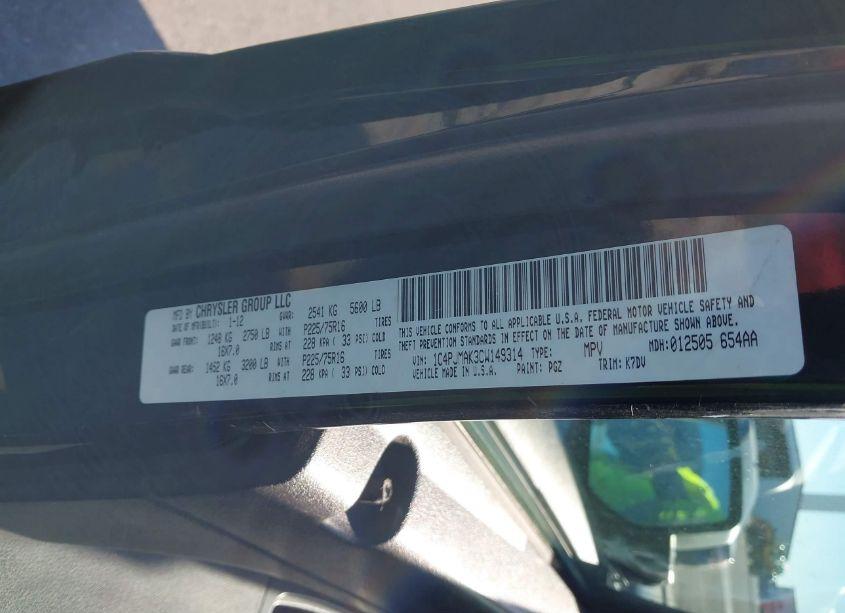 MFD BY CHRYSLER GROUP LLC
DATE OF MFR(BUILT): 1-12 GVWR: 2541 KG 5600 LB
GAWR FRONT: 1248 KG 2750 LB WITH P225/75R16 TIRES
16X7.0 RIMS AT 228 KPA ( 33 PSI) COLD
GAWR REAR: 1452 KG 3200 LB WITH P225/75R16 TIRES
16X7.0 RIMS AT 228 KPA ( 33 PSI) COLD
THIS VEHICLE CONFORMS TO ALL APPLICABLE U.S.A. FEDERAL MOTOR VEHICLE SAFETY AND
THEFT PREVENTION STANDARDS IN EFFECT ON THE DATE OF MANUFACTURE SHOWN ABOVE.
VIN: 1C4PJMAK3CW149314 TYPE: MPV MDH:012505 654AA
VEHICLE MADE IN U.S.A. PAINT: PGZ TRIM: K7DV